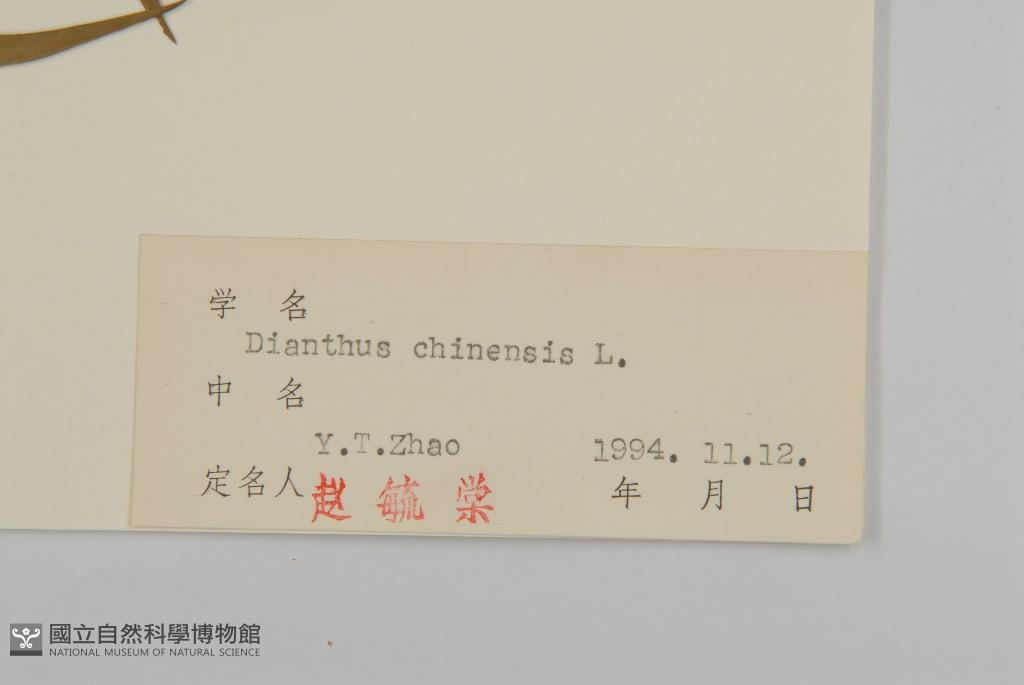 学 名
Dianthus chinensis L.
中 名
Y.T.Zhao 1994. 11.12.
定名人 赵毓棠 年 月 日
國立自然科學博物館
NATIONAL MUSEUM OF NATURAL SCIENCE